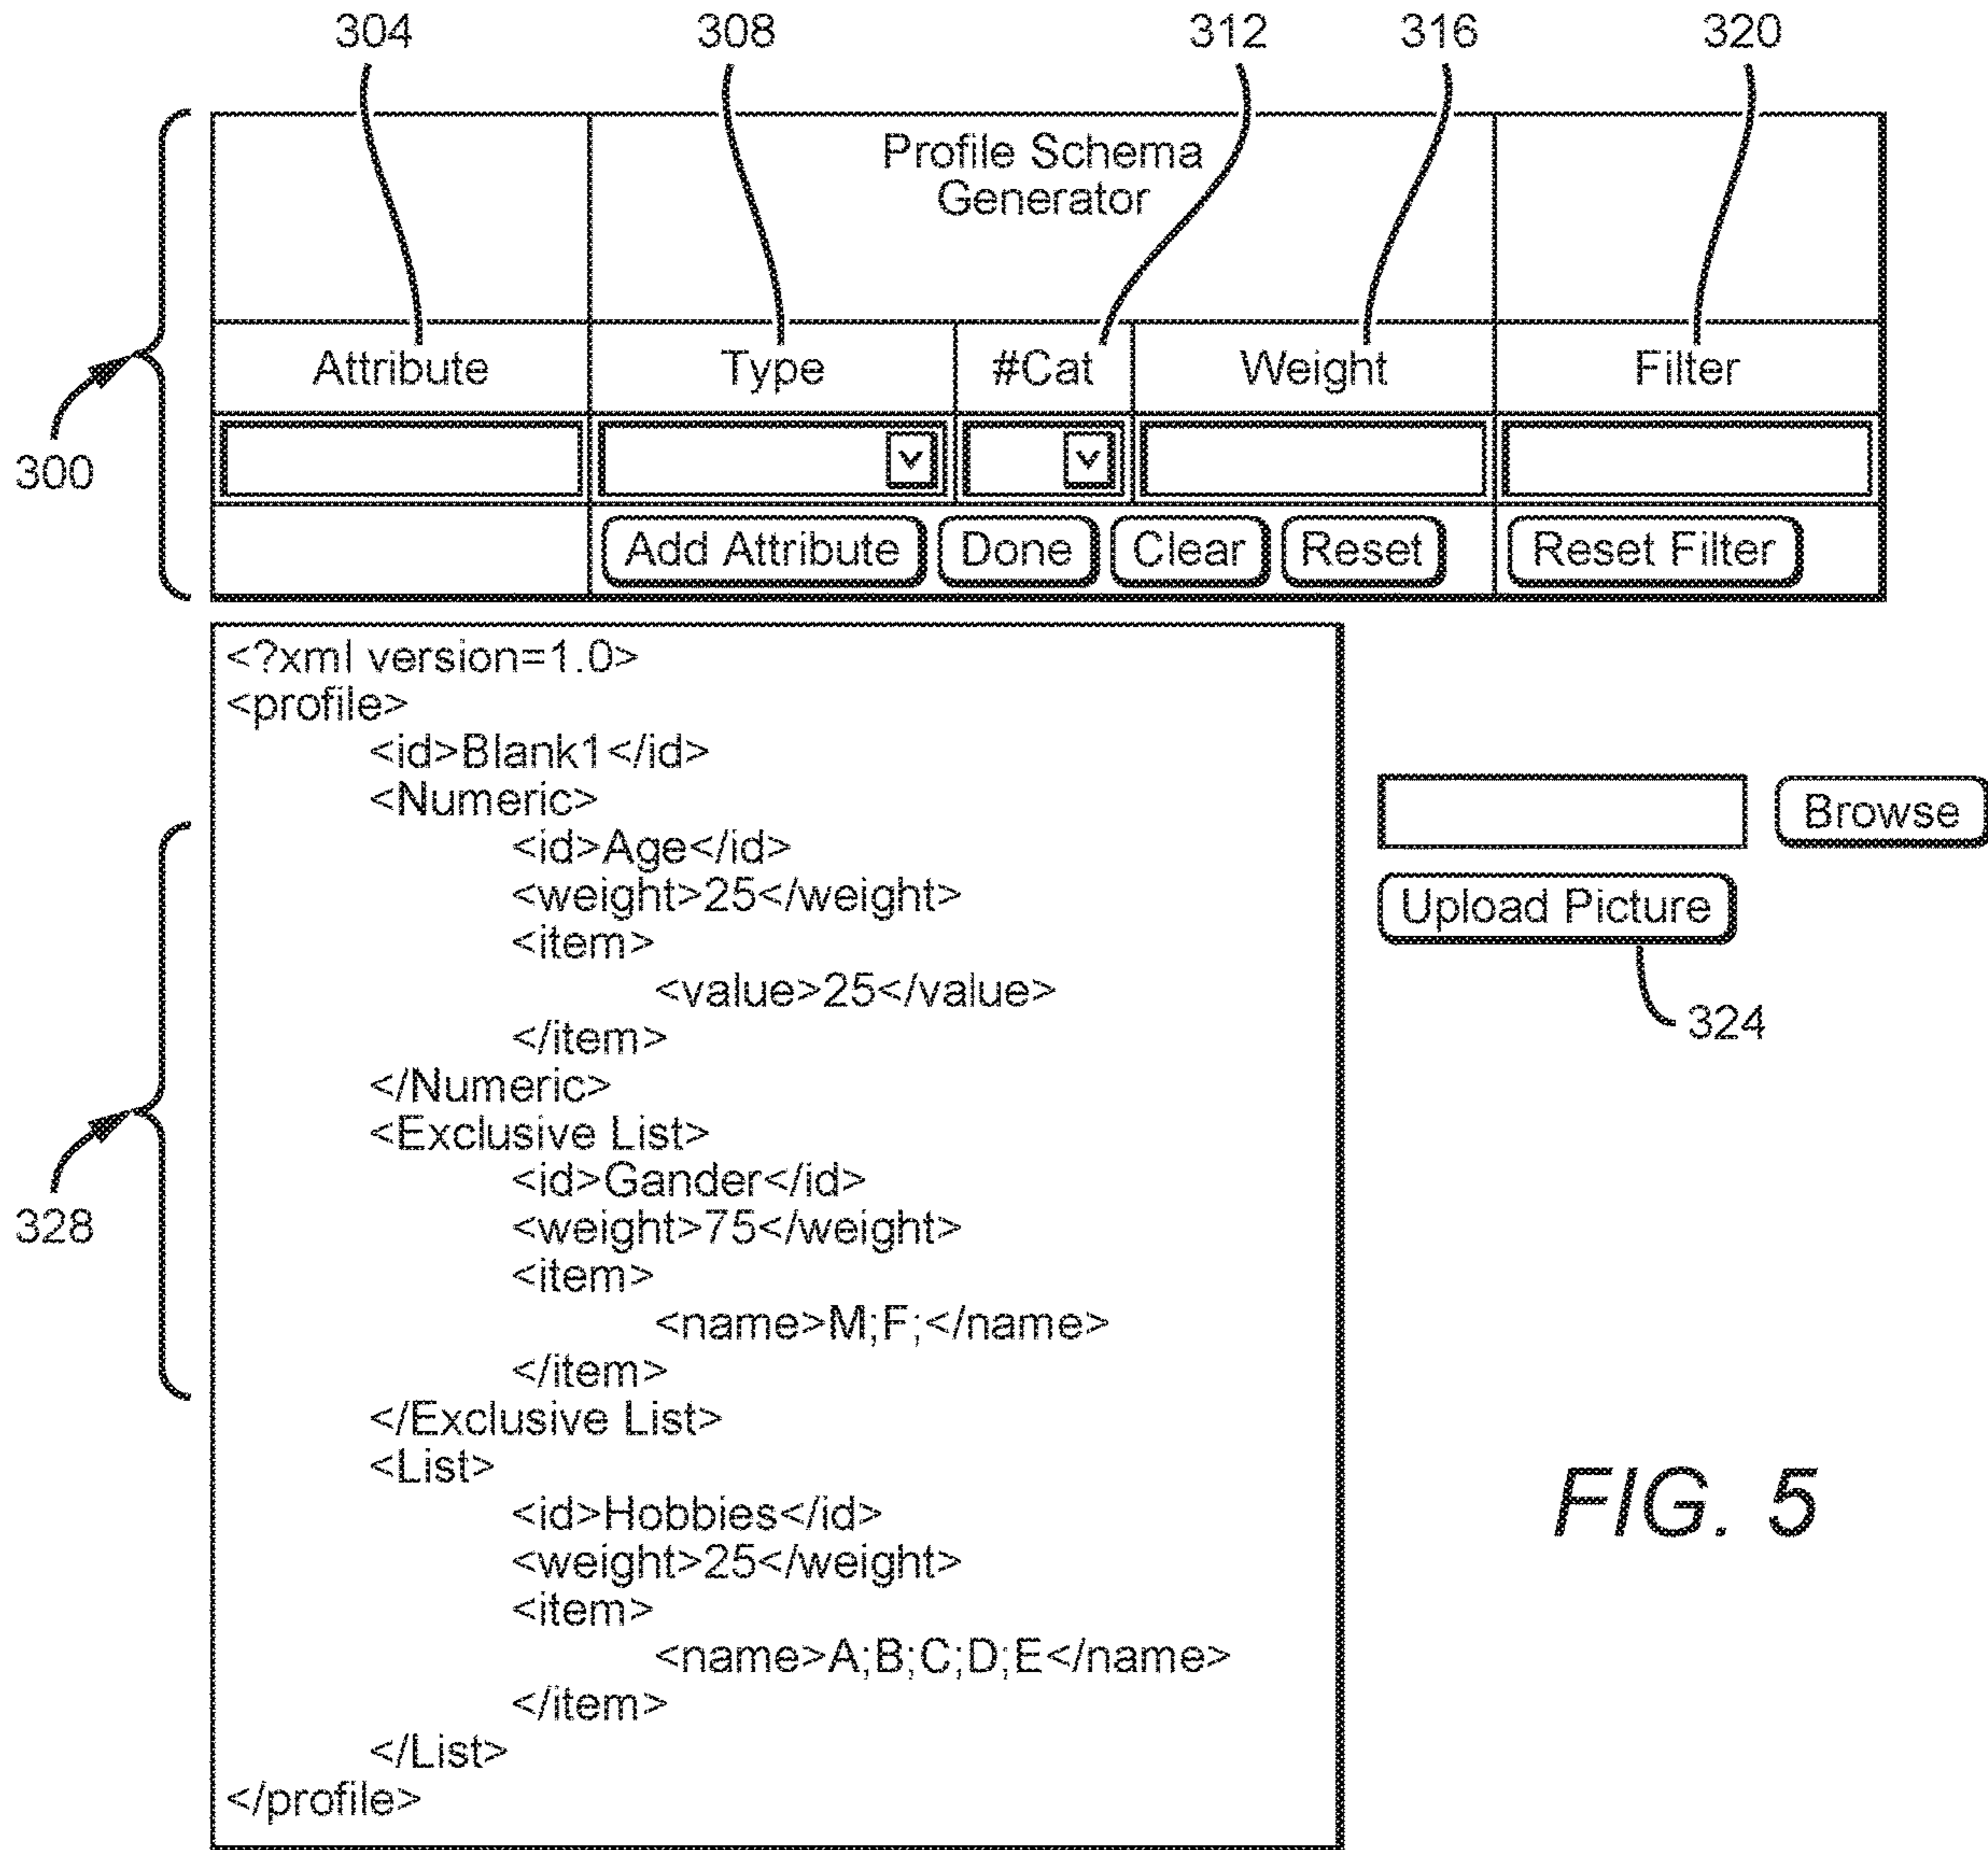 304 308 312 316 320
Profile Schema
Generator
Attribute Type #Cat Weight Filter
300
Add Attribute Done Clear Reset Reset Filter
<?xml version=1.0>
<profile>
<id>Blank1</id>
<Numeric>
<id>Age</id>
<weight>25</weight>
<item>
<value>25</value>
</item>
</Numeric>
<Exclusive List>
<id>Gander</id>
<weight>75</weight>
<item>
<name>M;F;</name>
</item>
</Exclusive List>
<List>
<id>Hobbies</id>
<weight>25</weight>
<item>
<name>A;B;C;D;E</name>
</item>
</List>
</profile>
328
Browse
Upload Picture
324
FIG. 5